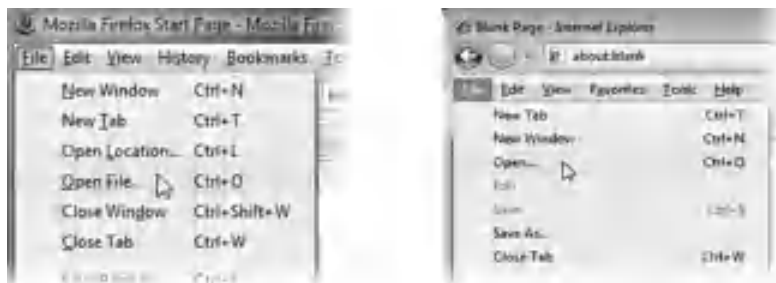 Mozilla Firefox Start Page - Mozilla
File Edit View History Bookmarks
New Window Ctrl+N
New Tab Ctrl+T
Open Location... Ctrl+L
Open File... Ctrl+O
Close Window Ctrl+Shift+W
Close Tab Ctrl+W
Blank Page - Internet Explorer
about:blank
File Edit View Favorites Tools Help
New Tab Ctrl+T
New Window Ctrl+N
Open... Ctrl+O
Edit
Save Ctrl+S
Save As...
Close Tab Ctrl+W